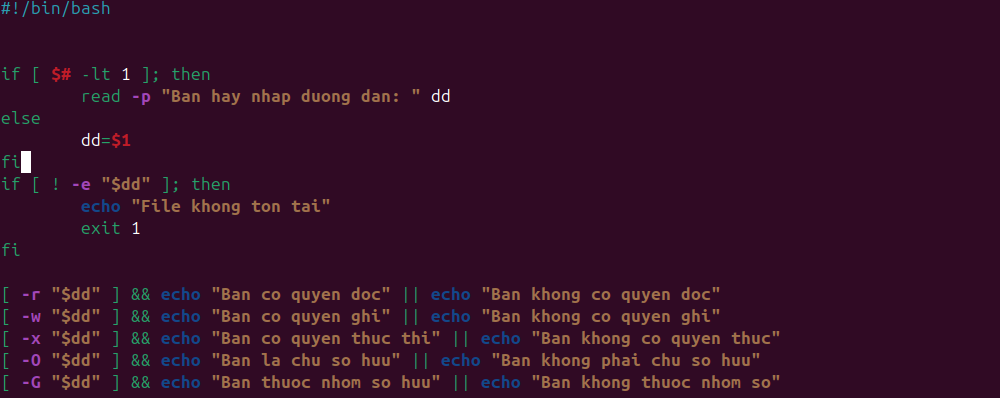 #!/bin/bash
if [ $# -lt 1 ]; then
        read -p "Ban hay nhap duong dan: " dd
else
        dd=$1
fi
if [ ! -e "$dd" ]; then
        echo "File khong ton tai"
        exit 1
fi
[ -r "$dd" ] && echo "Ban co quyen doc" || echo "Ban khong co quyen doc"
[ -w "$dd" ] && echo "Ban co quyen ghi" || echo "Ban khong co quyen ghi"
[ -x "$dd" ] && echo "Ban co quyen thuc thi" || echo "Ban khong co quyen thuc"
[ -O "$dd" ] && echo "Ban la chu so huu" || echo "Ban khong phai chu so huu"
[ -G "$dd" ] && echo "Ban thuoc nhom so huu" || echo "Ban khong thuoc nhom so"